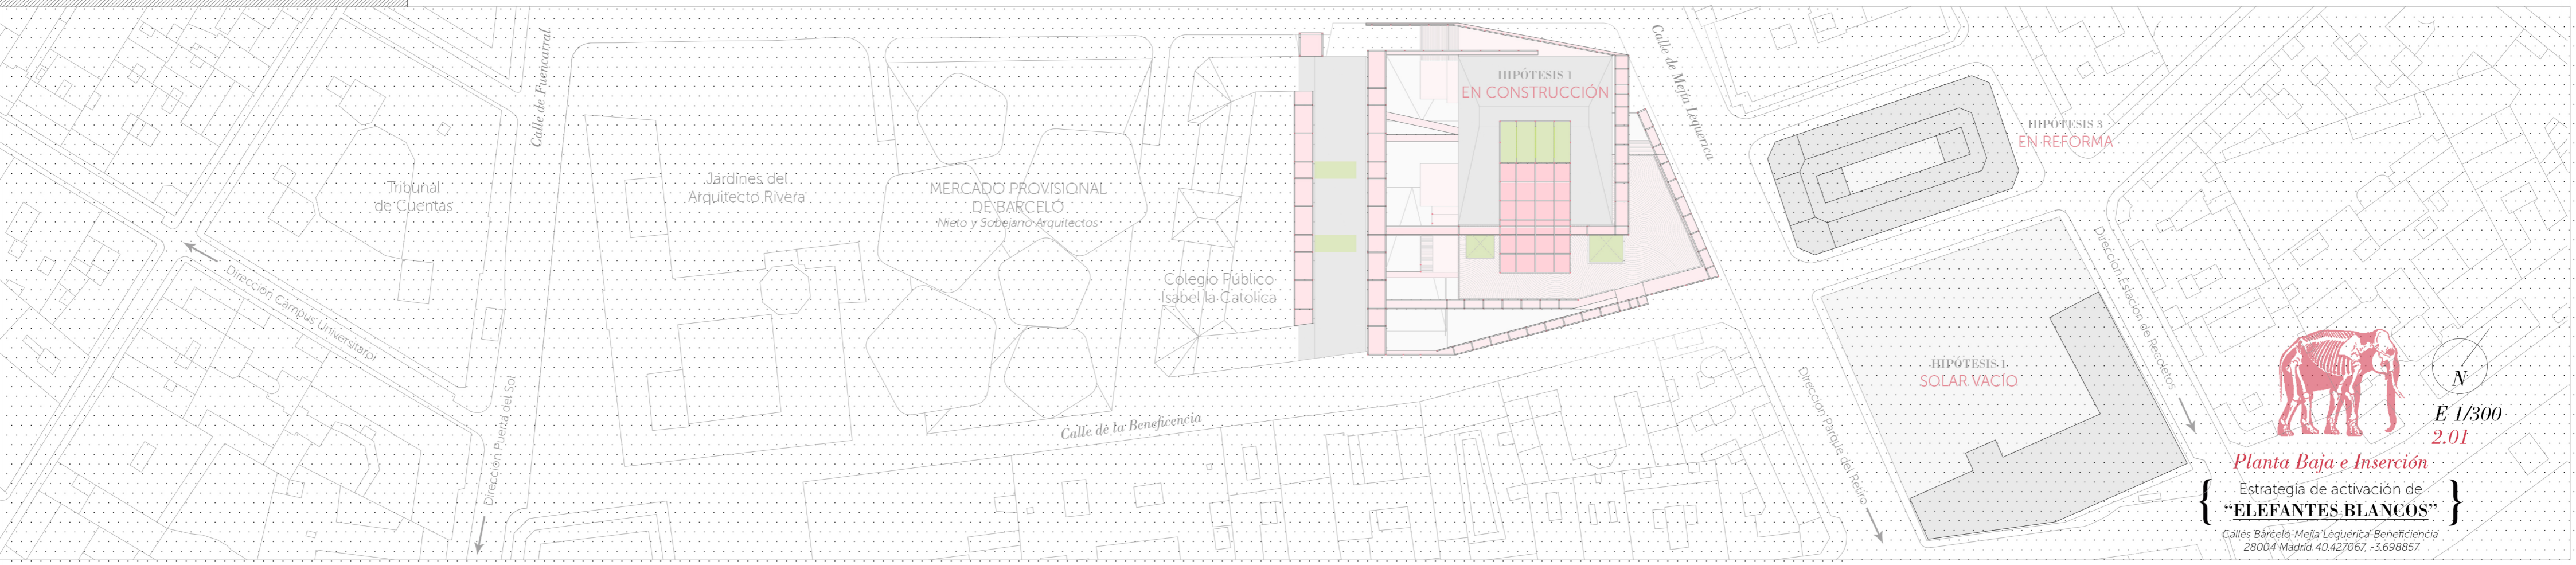 Calle de Fuencarral
Tribunal
de Cuentas
Dirección Campus Universitarol
Dirección Puerta del Sol
Jardines del
Arquitecto Rivera
MERCADO PROVISIONAL
DE BARCELÓ
Nieto y Sobejano Arquitectos
Colegio Público
Isabel la Catolica
Calle de la Beneficencia
HIPÓTESIS 1
EN CONSTRUCCIÓN
Calle de Mejía Lequerica
HIPÓTESIS 3
EN REFORMA
HIPÓTESIS 1
SOLAR VACÍO
Dirección Parque del Retiro
Dirección Estación de Recoletos
N
E 1/300
2.01
Planta Baja e Inserción
{ Estrategia de activación de }
“ELEFANTES BLANCOS”
Calles Barcelo-Mejía Lequerica-Beneficiencia
28004 Madrid 40.427067, -3.698857